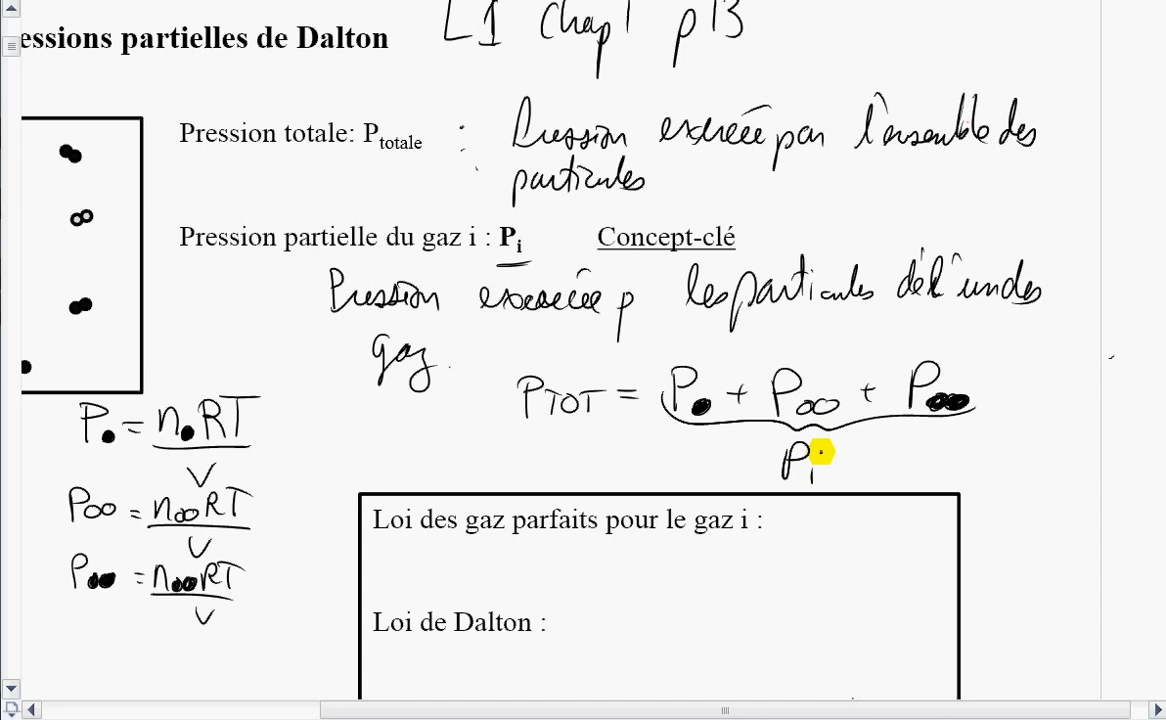 essions partielles de Dalton
L1 chap 1 p13
Pression totale: Ptotale : Pression exercée par l'ensemble des
particules
Pression partielle du gaz i : Pi Concept-clé
Pression exercée p les particules de l'un des
gaz.
PTOT = P● + P○○ + P●●
Pi
P● = n●RT
V
P○○ = n○○RT
V
P●● = n●●RT
V
Loi des gaz parfaits pour le gaz i :
Loi de Dalton :